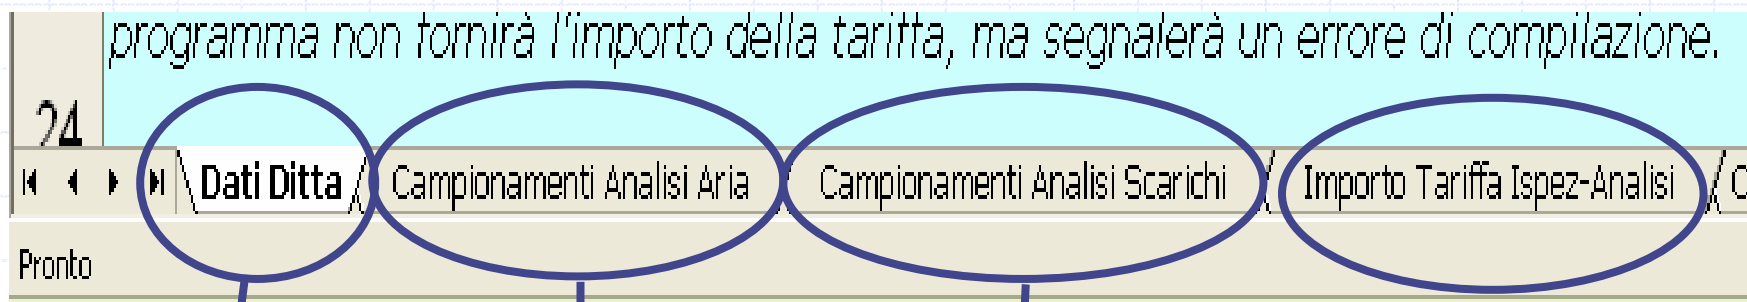 programma non fornirà l'importo della tariffa, ma segnalerà un errore di compilazione.
24
Dati Ditta Campionamenti Analisi Aria Campionamenti Analisi Scarichi Importo Tariffa Ispez-Analisi
Pronto